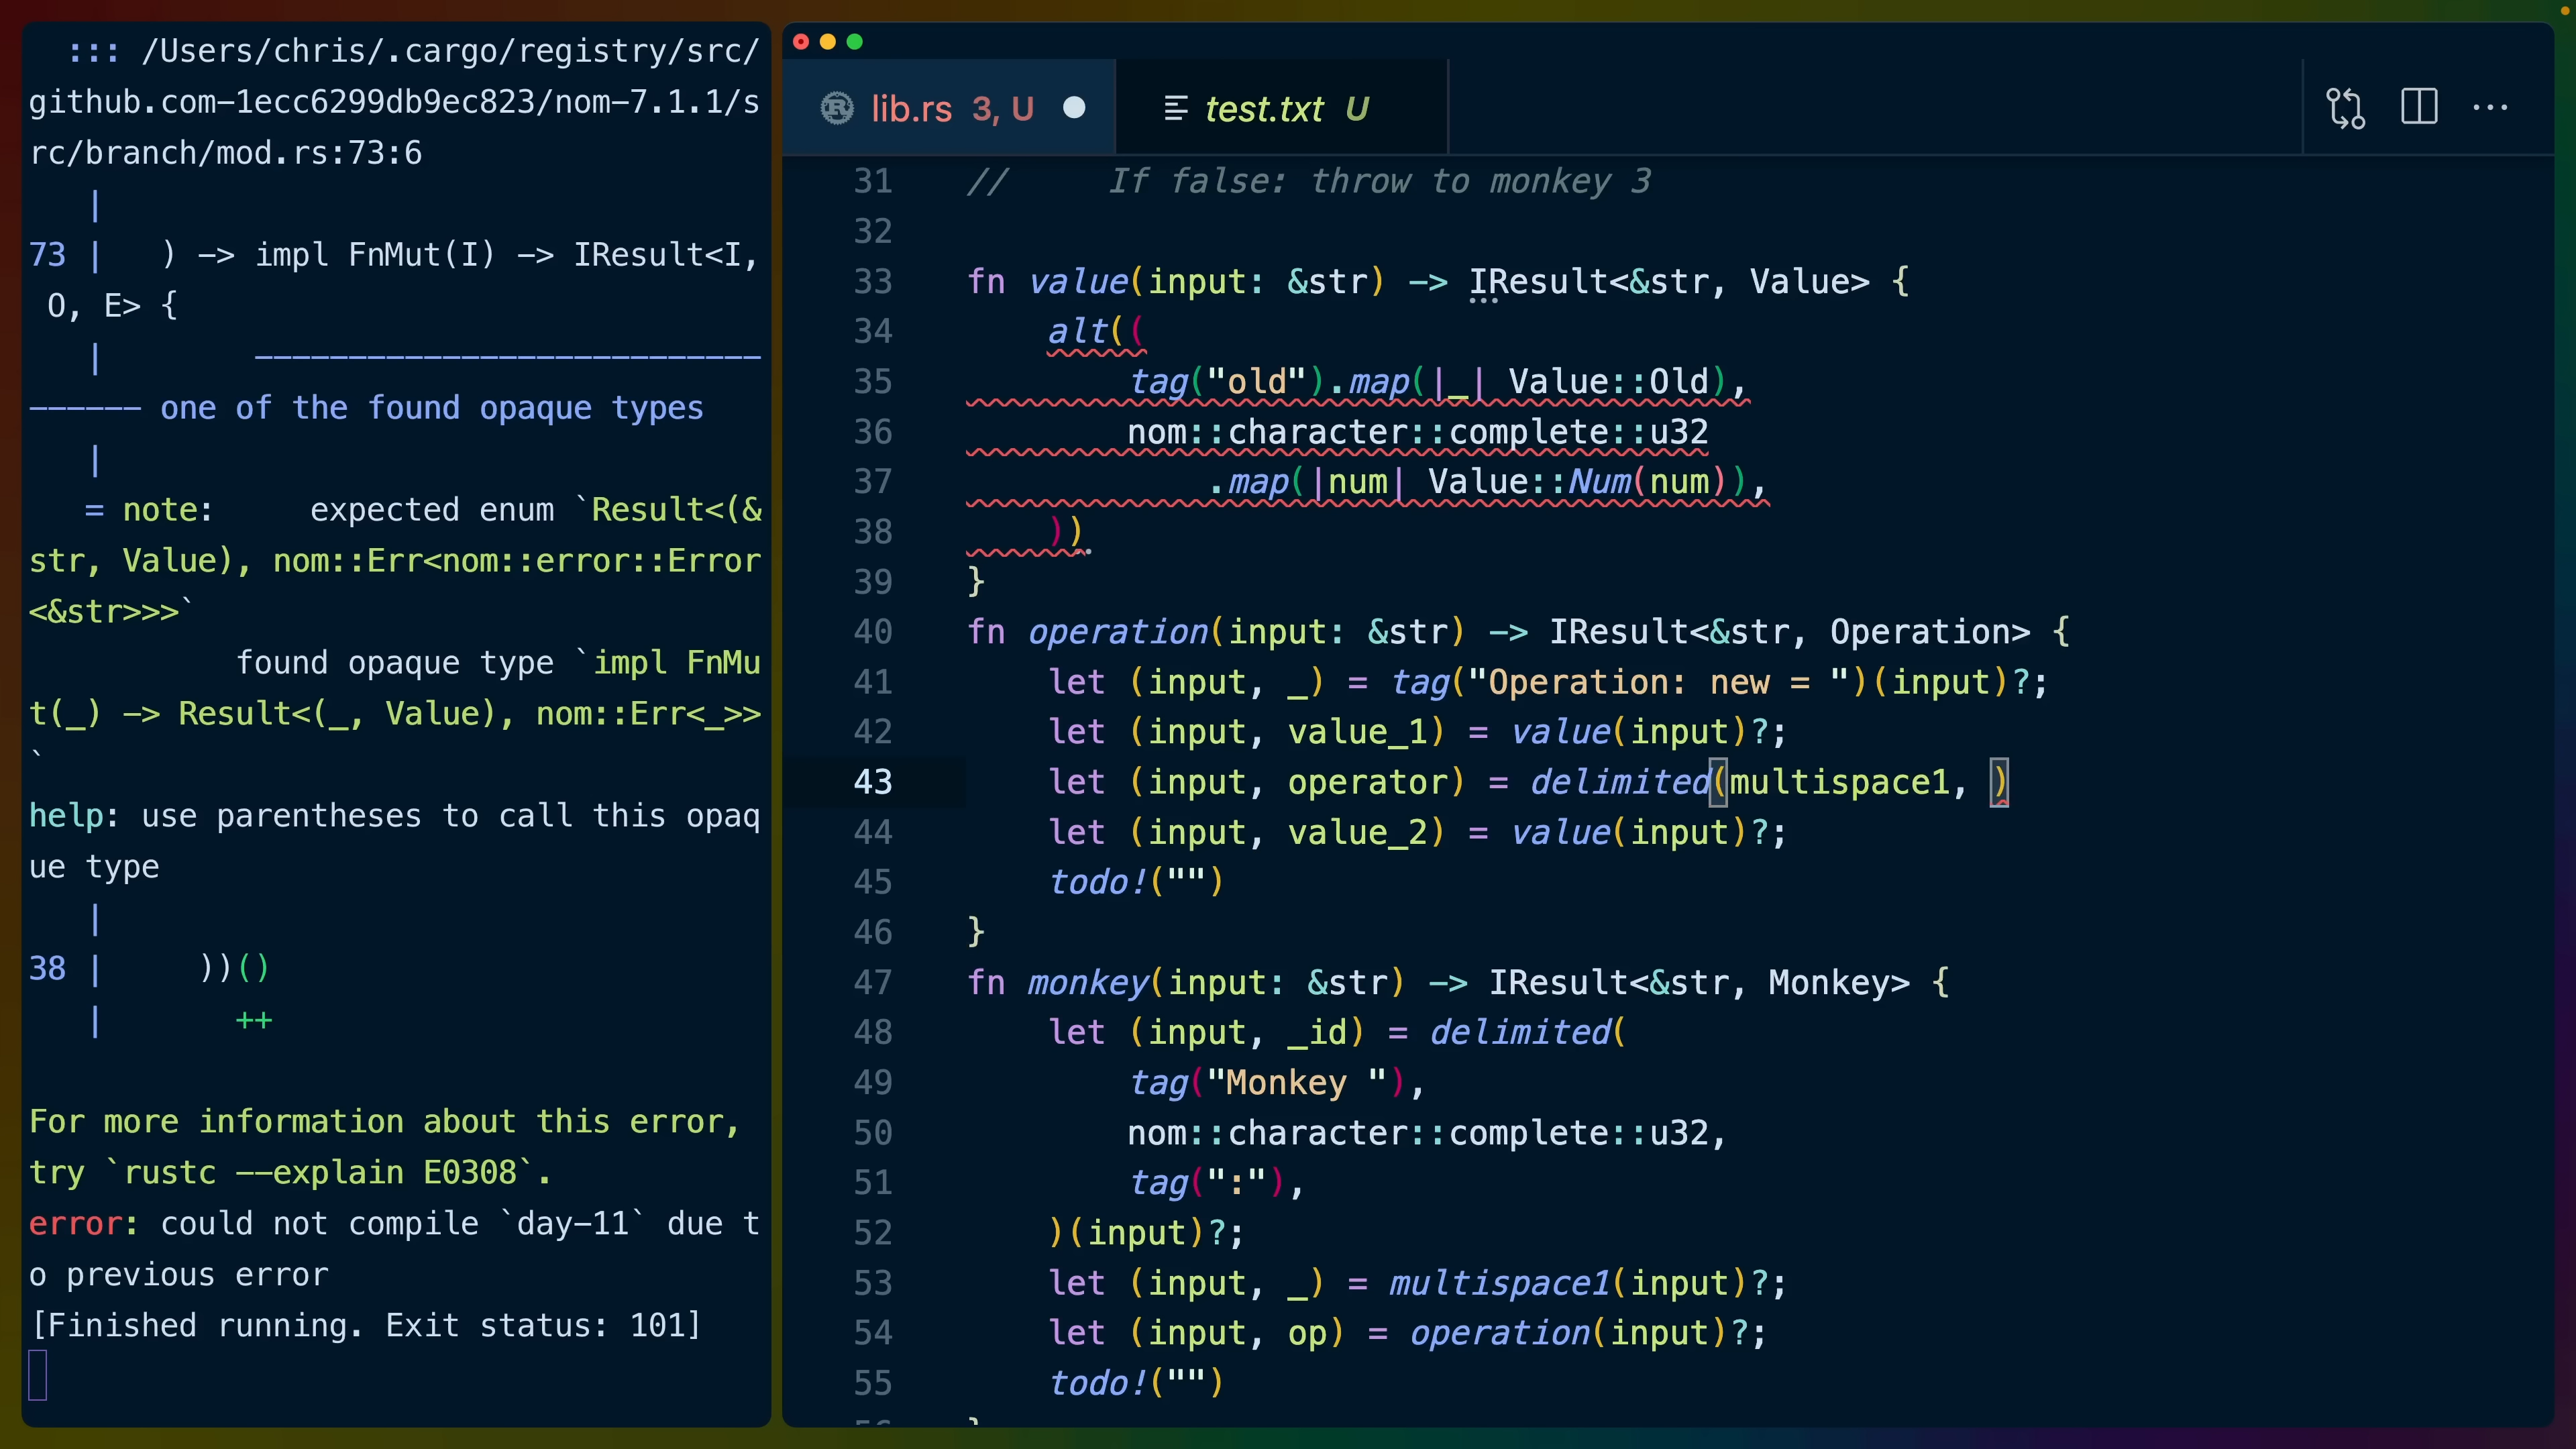 ::: /Users/chris/.cargo/registry/src/
github.com-1ecc6299db9ec823/nom-7.1.1/s
rc/branch/mod.rs:73:6
|
73 |   ) -> impl FnMut(I) -> IResult<I,
 O, E> {
|        ---------------------------
------ one of the found opaque types
|
= note:     expected enum `Result<(&
str, Value), nom::Err<nom::error::Error
<&str>>>`
found opaque type `impl FnMu
t(_) -> Result<(_, Value), nom::Err<_>>
`
help: use parentheses to call this opaq
ue type
|
38 |     ))()
|       ++
For more information about this error,
try `rustc --explain E0308`.
error: could not compile `day-11` due t
o previous error
[Finished running. Exit status: 101]
lib.rs 3, U
test.txt U
31 //     If false: throw to monkey 3
32
33 fn value(input: &str) -> IResult<&str, Value> {
34     alt((
35         tag("old").map(|_| Value::Old),
36         nom::character::complete::u32
37             .map(|num| Value::Num(num)),
38     ))
39 }
40 fn operation(input: &str) -> IResult<&str, Operation> {
41     let (input, _) = tag("Operation: new = ")(input)?;
42     let (input, value_1) = value(input)?;
43     let (input, operator) = delimited(multispace1, )
44     let (input, value_2) = value(input)?;
45     todo!("")
46 }
47 fn monkey(input: &str) -> IResult<&str, Monkey> {
48     let (input, _id) = delimited(
49         tag("Monkey "),
50         nom::character::complete::u32,
51         tag(":"),
52     )(input)?;
53     let (input, _) = multispace1(input)?;
54     let (input, op) = operation(input)?;
55     todo!("")